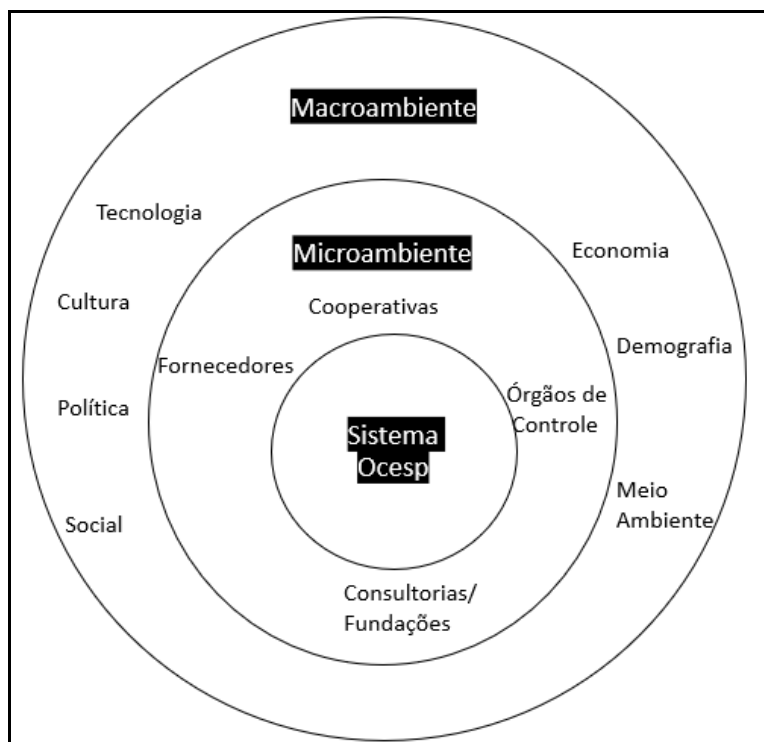 Macroambiente
Tecnologia
Microambiente
Economia
Cultura
Cooperativas
Demografia
Fornecedores
Política
Órgãos de
Controle
Sistema
Ocesp
Meio
Ambiente
Social
Consultorias/
Fundações